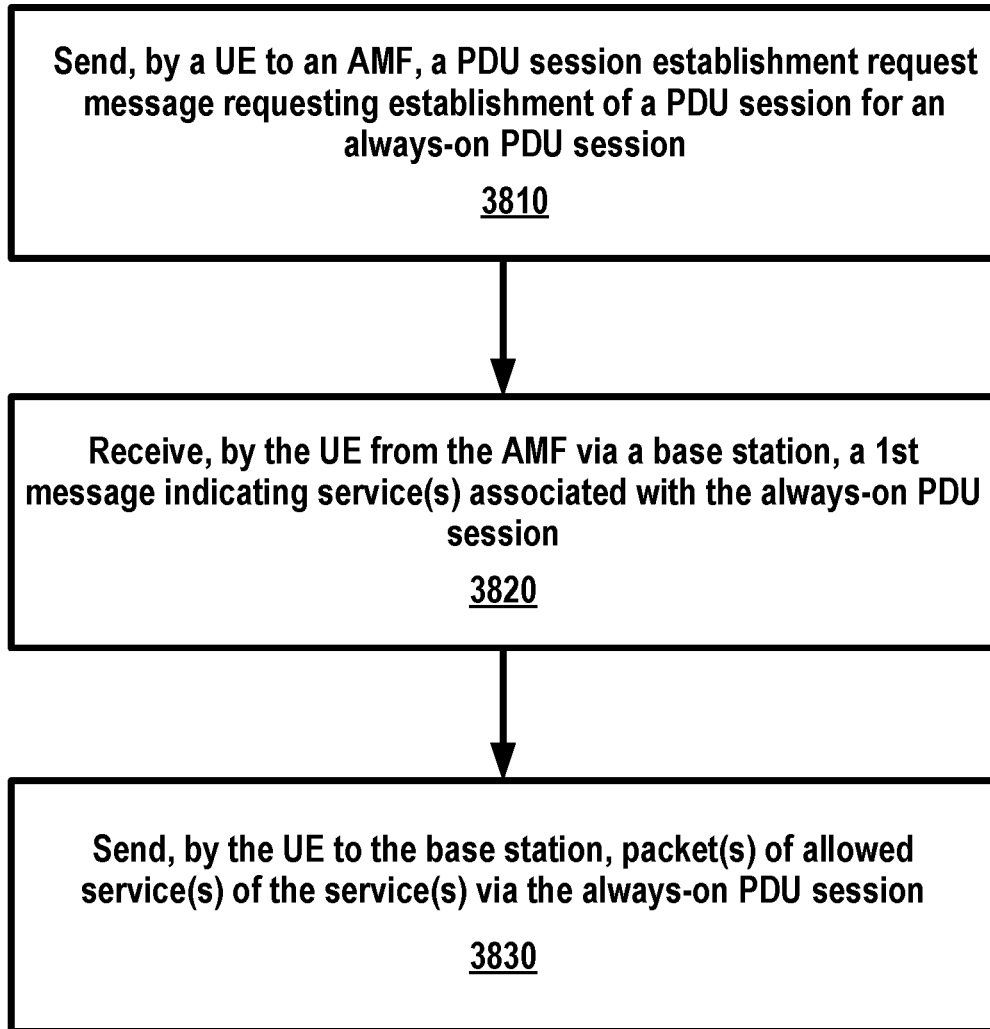 Send, by a UE to an AMF, a PDU session establishment request
message requesting establishment of a PDU session for an
always-on PDU session
3810
Receive, by the UE from the AMF via a base station, a 1st
message indicating service(s) associated with the always-on PDU
session
3820
Send, by the UE to the base station, packet(s) of allowed
service(s) of the service(s) via the always-on PDU session
3830